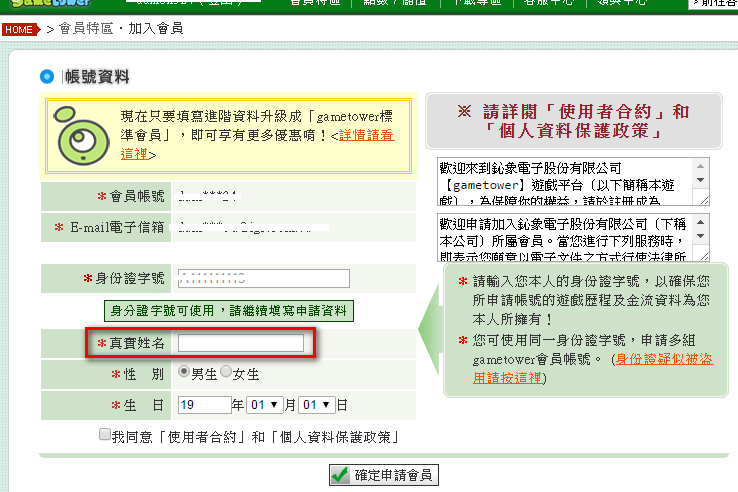 gametower
會員特區 | 點數 / 儲值 | 下載專區 | 客服中心 |
HOME > 會員特區・加入會員
帳號資料
現在只要填寫進階資料升級成「gametower標
準會員」，即可享有更多優惠唷！<詳情請看
這裡>
※ 請詳閱「使用者合約」和
「個人資料保護政策」
歡迎來到鈊象電子股份有限公司
【gametower】遊戲平台〔以下簡稱本遊
戲〕，為保障你的權益，請於註冊成為
歡迎申請加入鈊象電子股份有限公司〔下稱
本公司〕所屬會員。當您進行下列服務時，
即表示您願意以電子文件之方式行使法律所
＊會員帳號
＊ E-mail電子信箱
＊身份證字號
身分證字號可使用，請繼續填寫申請資料
＊真實姓名
＊性 別 男生 女生
＊生 日 19 年 01 ▼ 月 01 ▼ 日
＊請輸入您本人的身份證字號，以確保您
所申請帳號的遊戲歷程及金流資料為您
本人所擁有！
＊您可使用同一身份證字號，申請多組
gametower會員帳號。 (身份證疑似被盜
用請按這裡)
我同意「使用者合約」和「個人資料保護政策」
確定申請會員